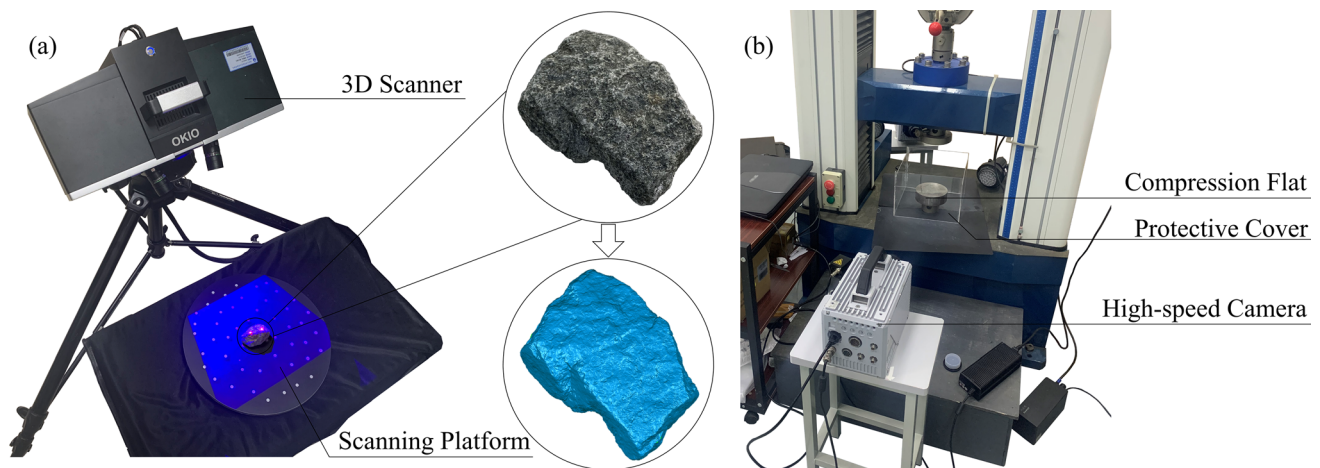 (a)
3D Scanner
OKIO
Scanning Platform
(b)
Compression Flat
Protective Cover
High-speed Camera